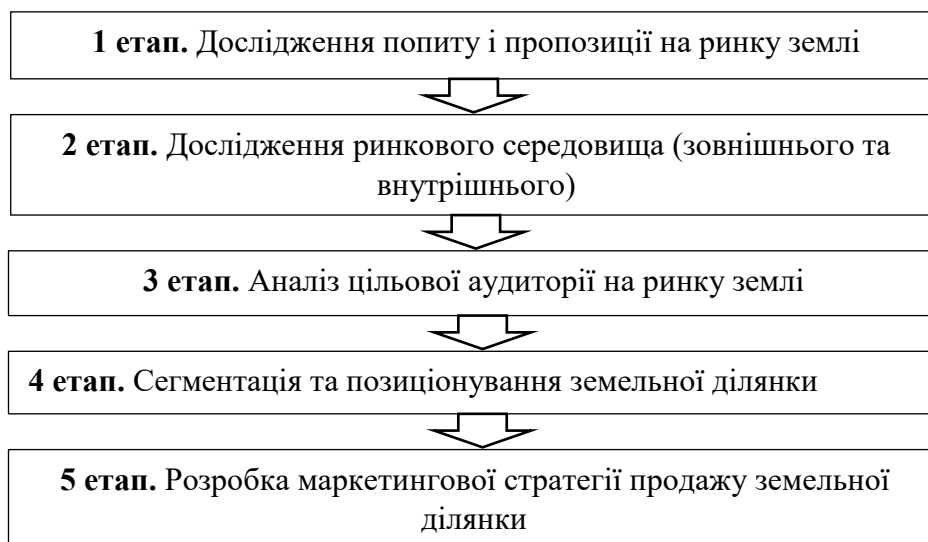 1 етап. Дослідження попиту і пропозиції на ринку землі
2 етап. Дослідження ринкового середовища (зовнішнього та
внутрішнього)
3 етап. Аналіз цільової аудиторії на ринку землі
4 етап. Сегментація та позиціонування земельної ділянки
5 етап. Розробка маркетингової стратегії продажу земельної
ділянки